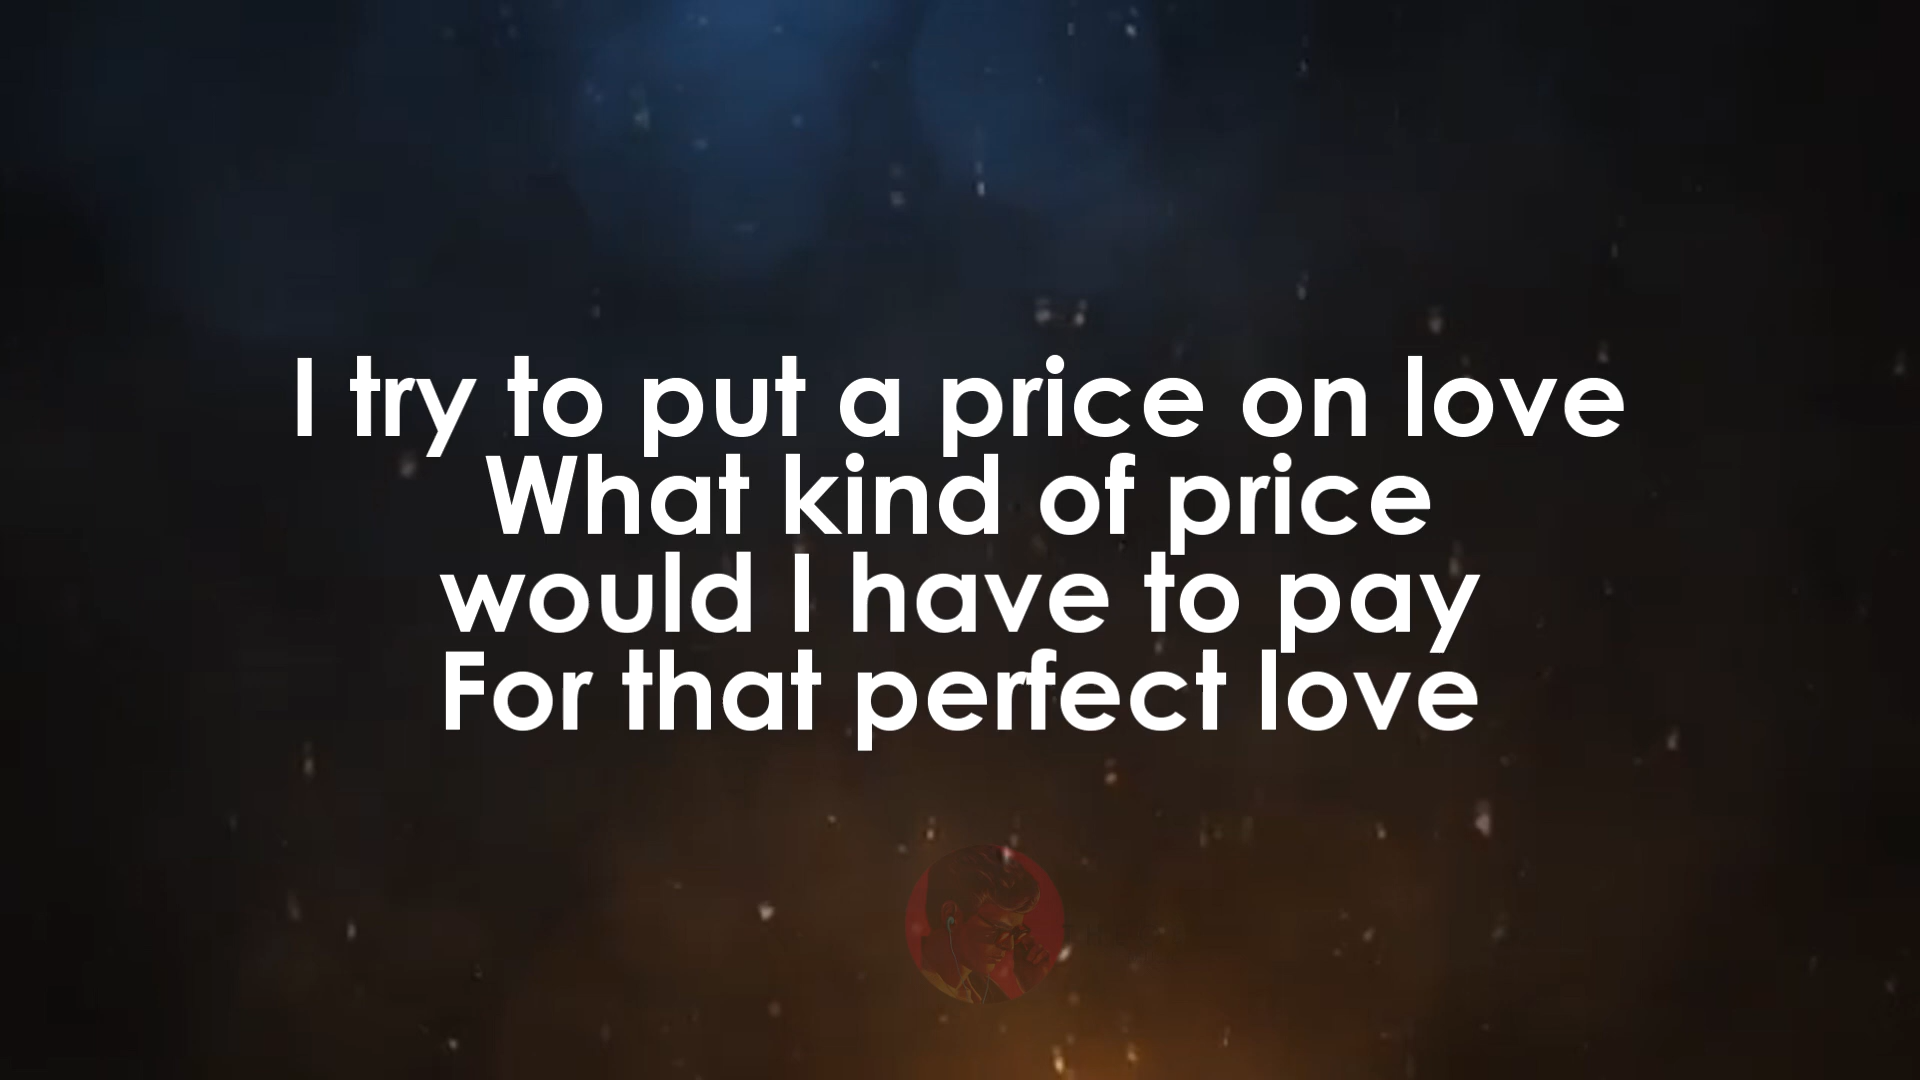 I try to put a price on love
What kind of price
would I have to pay
For that perfect love